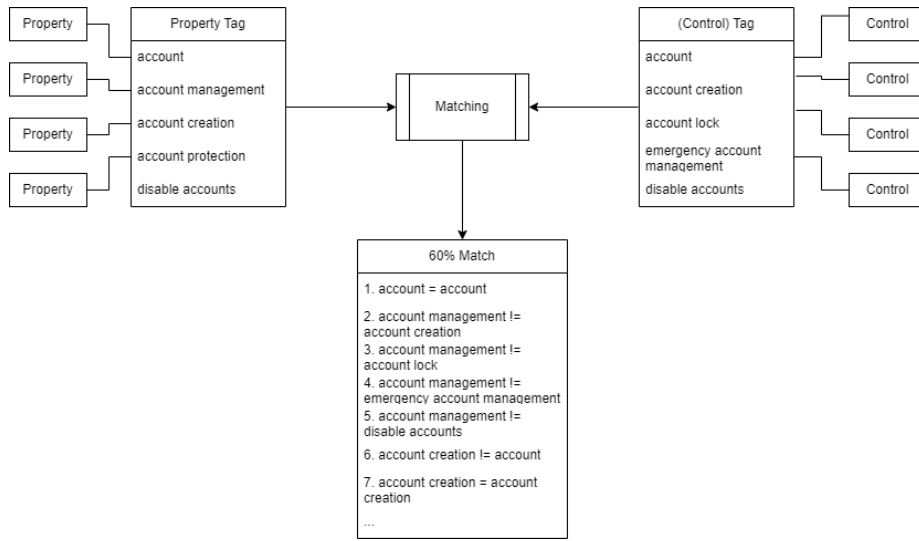 Property
Property
Property
Property
Property Tag
account
account management
account creation
account protection
disable accounts
Matching
(Control) Tag
account
account creation
account lock
emergency account
management
disable accounts
Control
Control
Control
Control
60% Match
1. account = account
2. account management !=
account creation
3. account management !=
account lock
4. account management !=
emergency account management
5. account management !=
disable accounts
6. account creation != account
7. account creation = account
creation
...